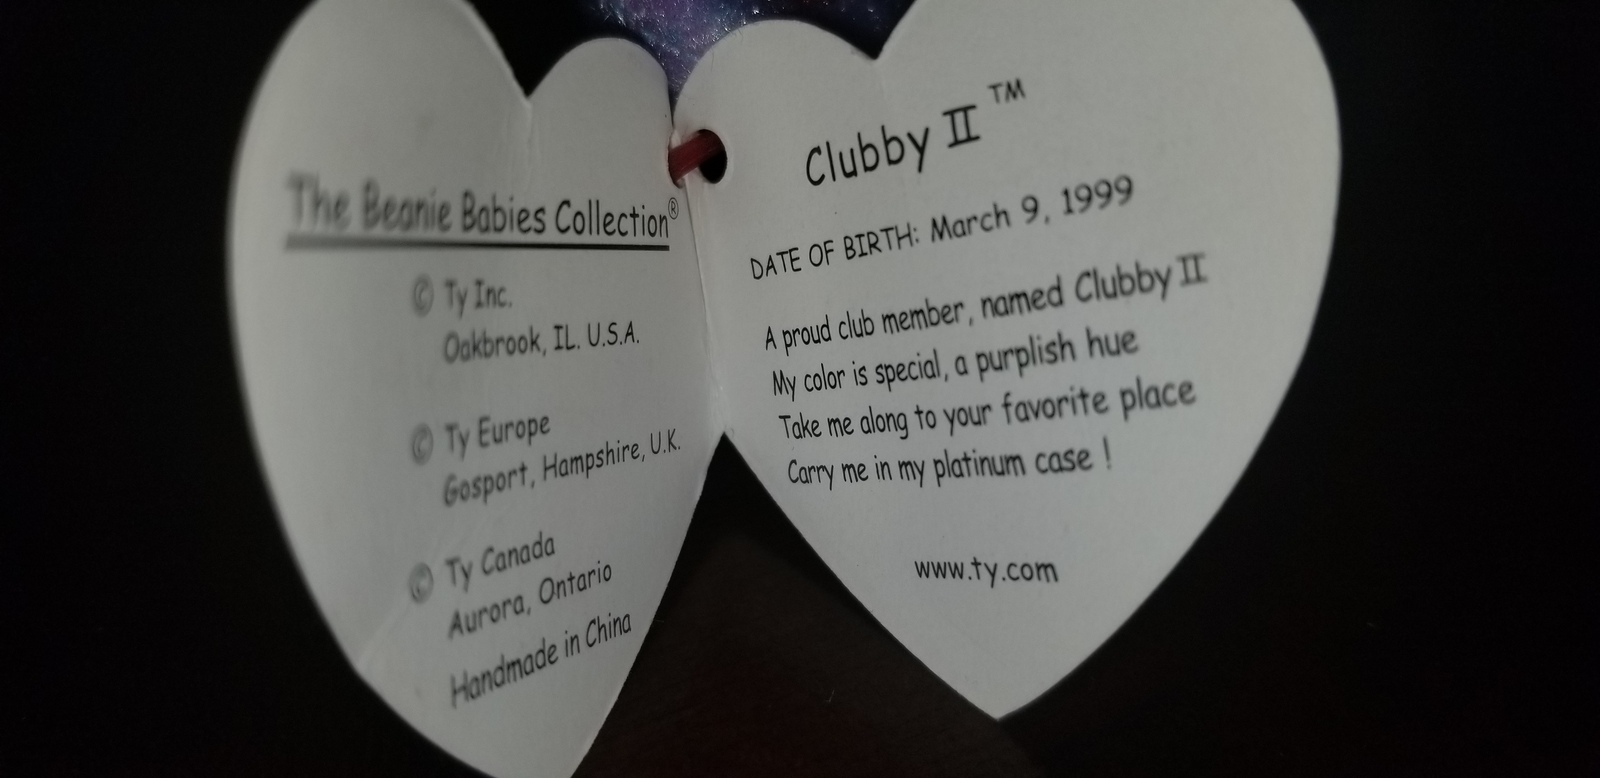 The Beanie Babies Collection®
© Ty Inc.
Oakbrook, IL. U.S.A.
© Ty Europe
Gosport, Hampshire, U.K.
© Ty Canada
Aurora, Ontario
Handmade in China
Clubby II ™
DATE OF BIRTH: March 9, 1999
A proud club member, named Clubby II
My color is special, a purplish hue
Take me along to your favorite place
Carry me in my platinum case !
www.ty.com